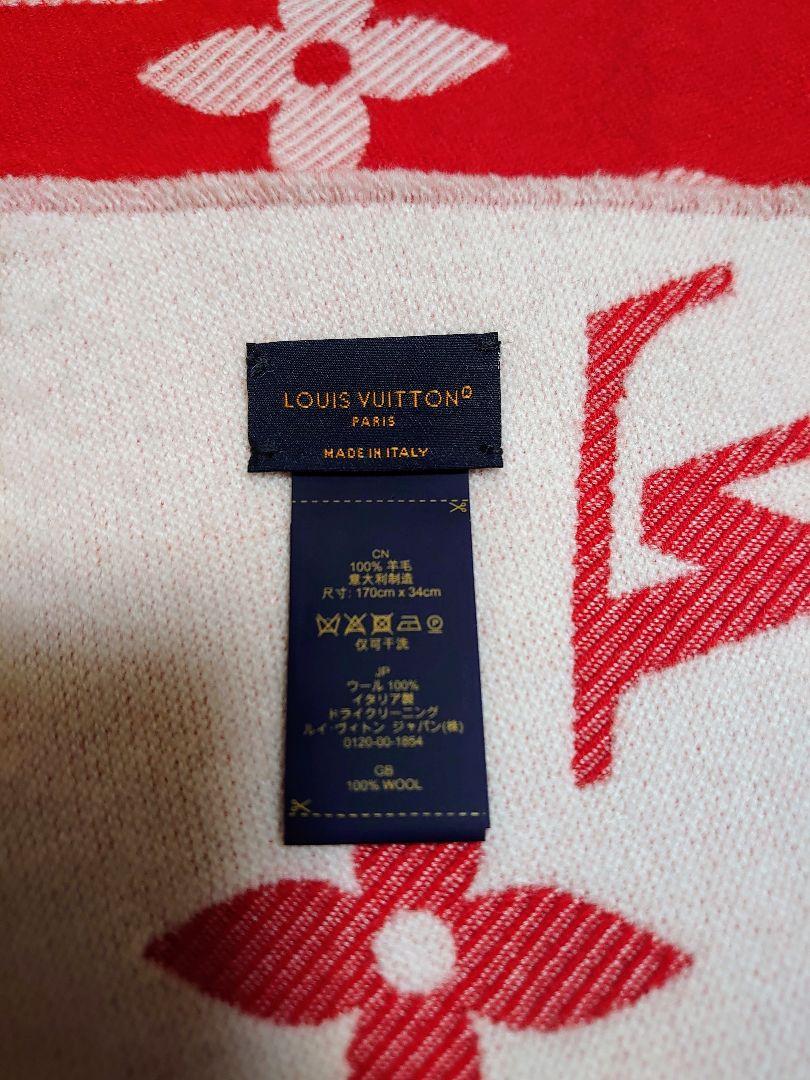 LOUIS VUITTON®
PARIS
MADE IN ITALY
CN
100% 羊毛
意大利制造
尺寸: 170cm x 34cm
仅可干洗
JP
ウール 100%
イタリア製
ドライクリーニング
ルイ・ヴィトン ジャパン(株)
0120-00-1854
GB
100% WOOL